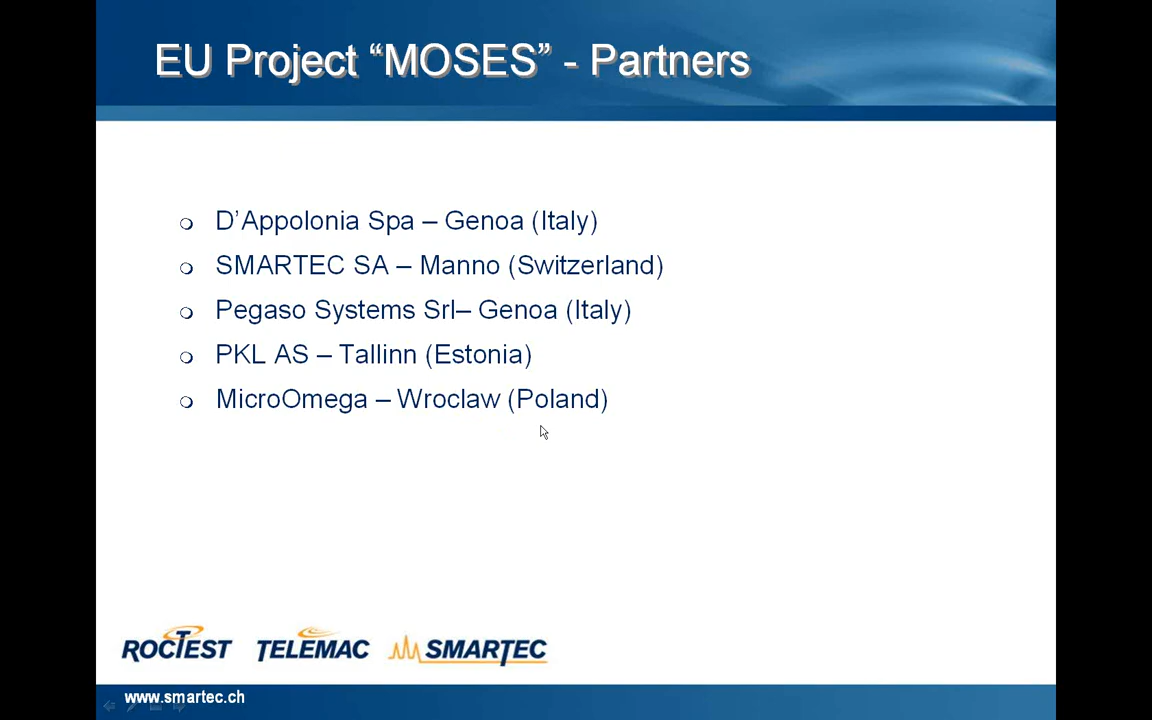 EU Project “MOSES” - Partners
D’Appolonia Spa – Genoa (Italy)
SMARTEC SA – Manno (Switzerland)
Pegaso Systems Srl– Genoa (Italy)
PKL AS – Tallinn (Estonia)
MicroOmega – Wroclaw (Poland)
ROCTEST TELEMAC SMARTEC
www.smartec.ch